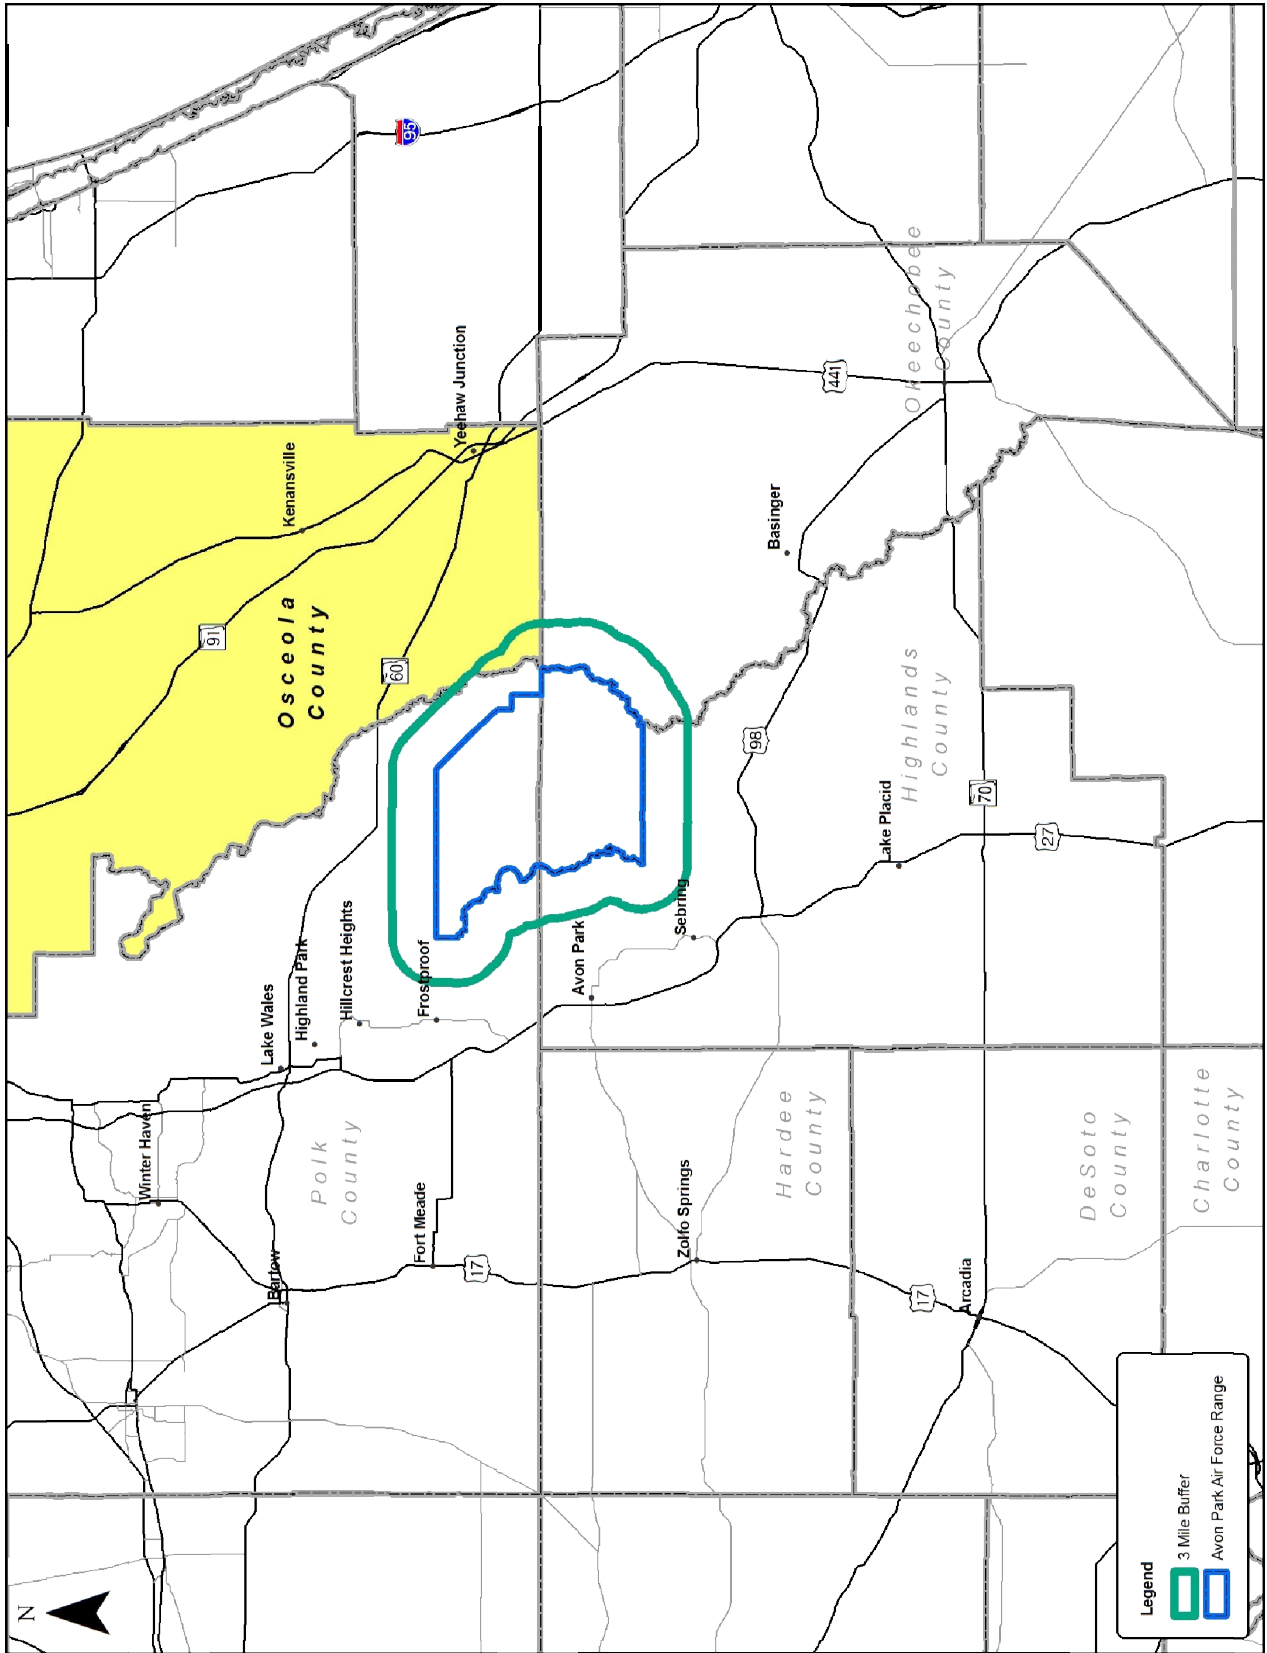 N
95
Winter Haven
Lake Wales
Highland Park
Hillcrest Heights
Frostproof
Bartow
Fort Meade
17
Polk
County
Osceola
County
91
60
Kenansville
Yeehaw Junction
Avon Park
Sebring
Zolfo Springs
Hardee
County
98
Basinger
441
Okeechobee
County
Highlands
County
Lake Placid
70
27
17
Arcadia
DeSoto
County
Charlotte
County
Legend
3 Mile Buffer
Avon Park Air Force Range